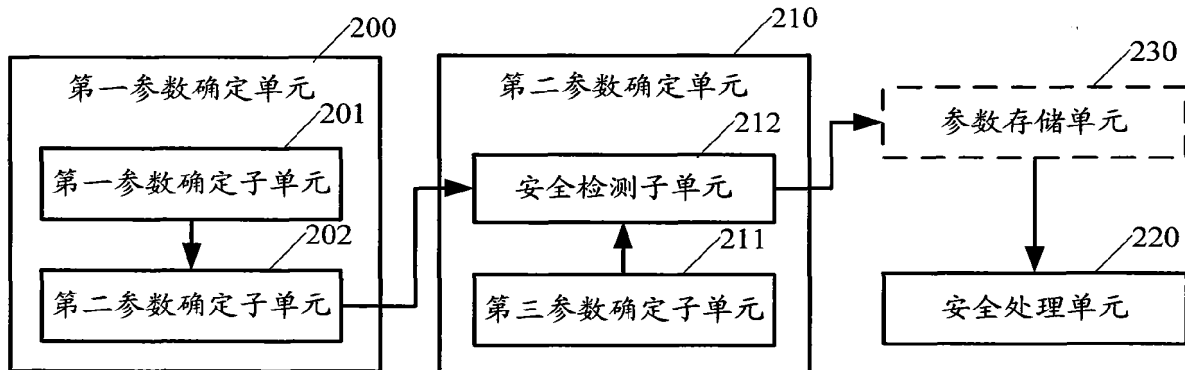 200
第一参数确定单元
201
第一参数确定子单元
202
第二参数确定子单元
210
第二参数确定单元
212
安全检测子单元
211
第三参数确定子单元
230
参数存储单元
220
安全处理单元